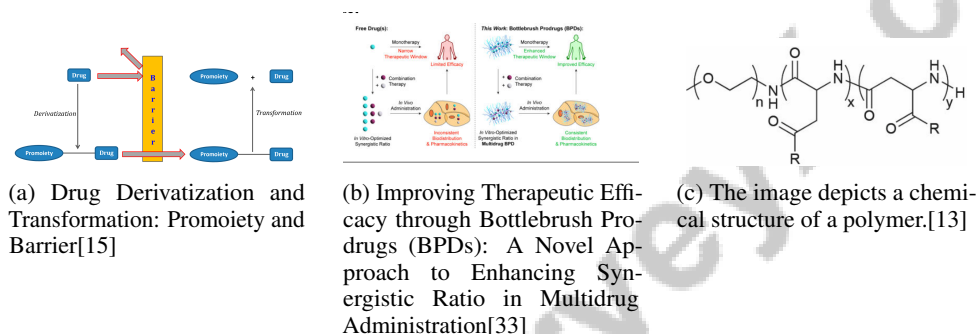 Drug
Promoiety
+
Drug
Derivatization
Transformation
Barrier
Promoiety
Drug
Promoiety
Drug
(a) Drug Derivatization and
Transformation: Promoiety and
Barrier[15]
Free Drug(s):
Monotherapy
Narrow
Therapeutic Window
Limited Efficacy
+
Combination
Therapy
In Vivo
Administration
In Vitro-Optimized
Synergistic Ratio
Inconsistent
Biodistribution
& Pharmacokinetics
This Work: Bottlebrush Prodrugs (BPDs):
Monotherapy
Enhanced
Therapeutic Window
Improved Efficacy
+
Combination
Therapy
In Vivo
Administration
In Vitro-Optimized
Synergistic Ratio in
Multidrug BPD
Consistent
Biodistribution
& Pharmacokinetics
(b) Improving Therapeutic Effi-
cacy through Bottlebrush Pro-
drugs (BPDs): A Novel Ap-
proach to Enhancing Syn-
ergistic Ratio in Multidrug
Administration[33]
O
n
NH
O
H
N
x
O
R
O
H
N
y
H
O
R
(c) The image depicts a chemi-
cal structure of a polymer.[13]